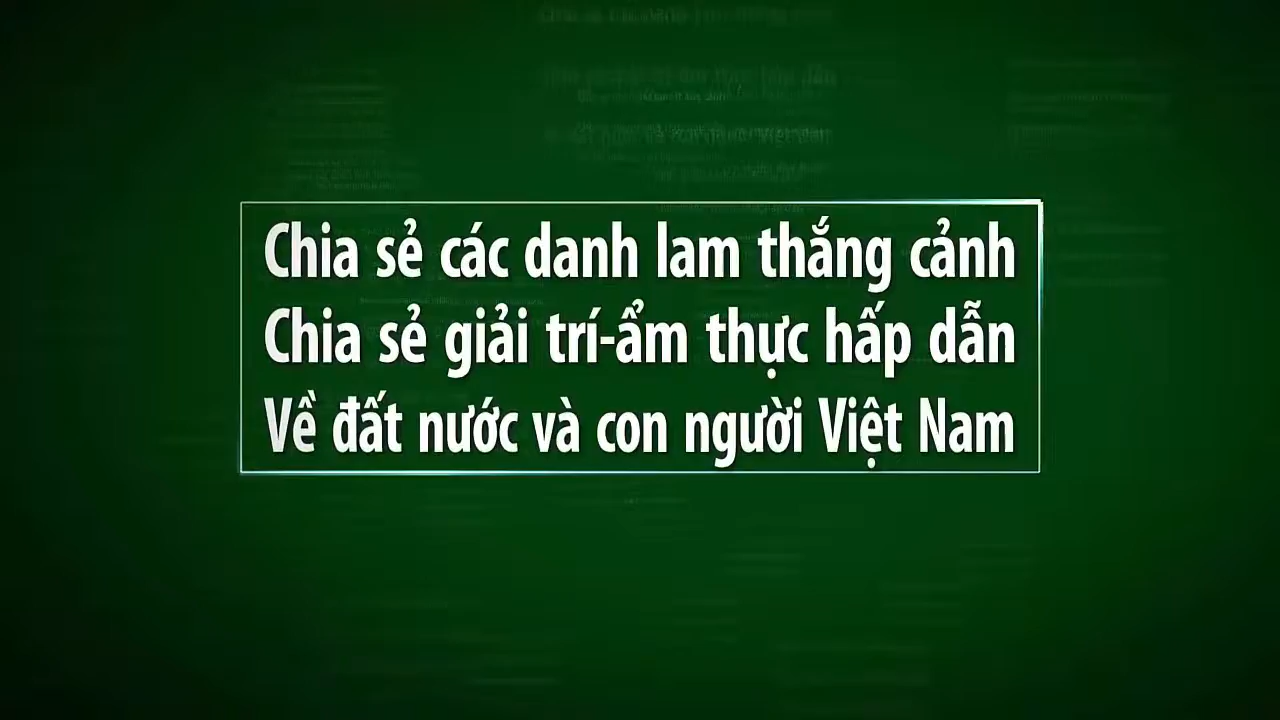 Chia sẻ các danh lam thắng cảnh
Chia sẻ giải trí-ẩm thực hấp dẫn
Về đất nước và con người Việt Nam